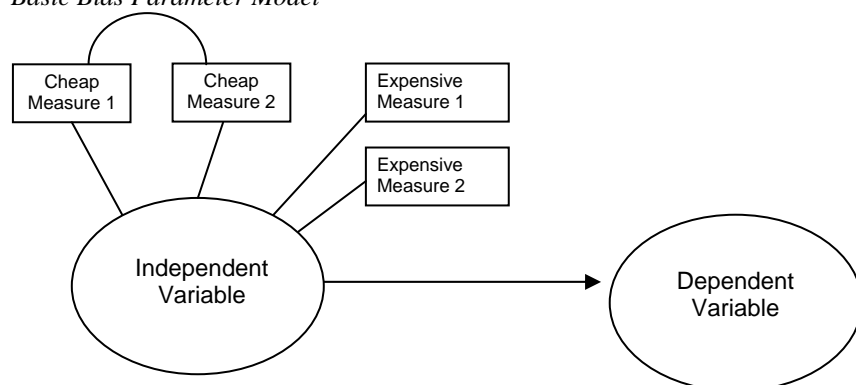 Basic Bias Parameter Model
Cheap
Measure 1
Cheap
Measure 2
Expensive
Measure 1
Expensive
Measure 2
Independent
Variable
Dependent
Variable